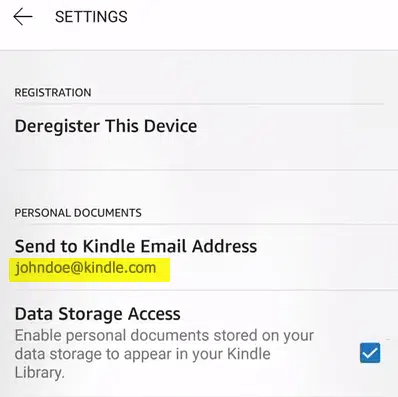 SETTINGS
REGISTRATION
Deregister This Device
PERSONAL DOCUMENTS
Send to Kindle Email Address
johndoe@kindle.com
Data Storage Access
Enable personal documents stored on your
data storage to appear in your Kindle
Library.